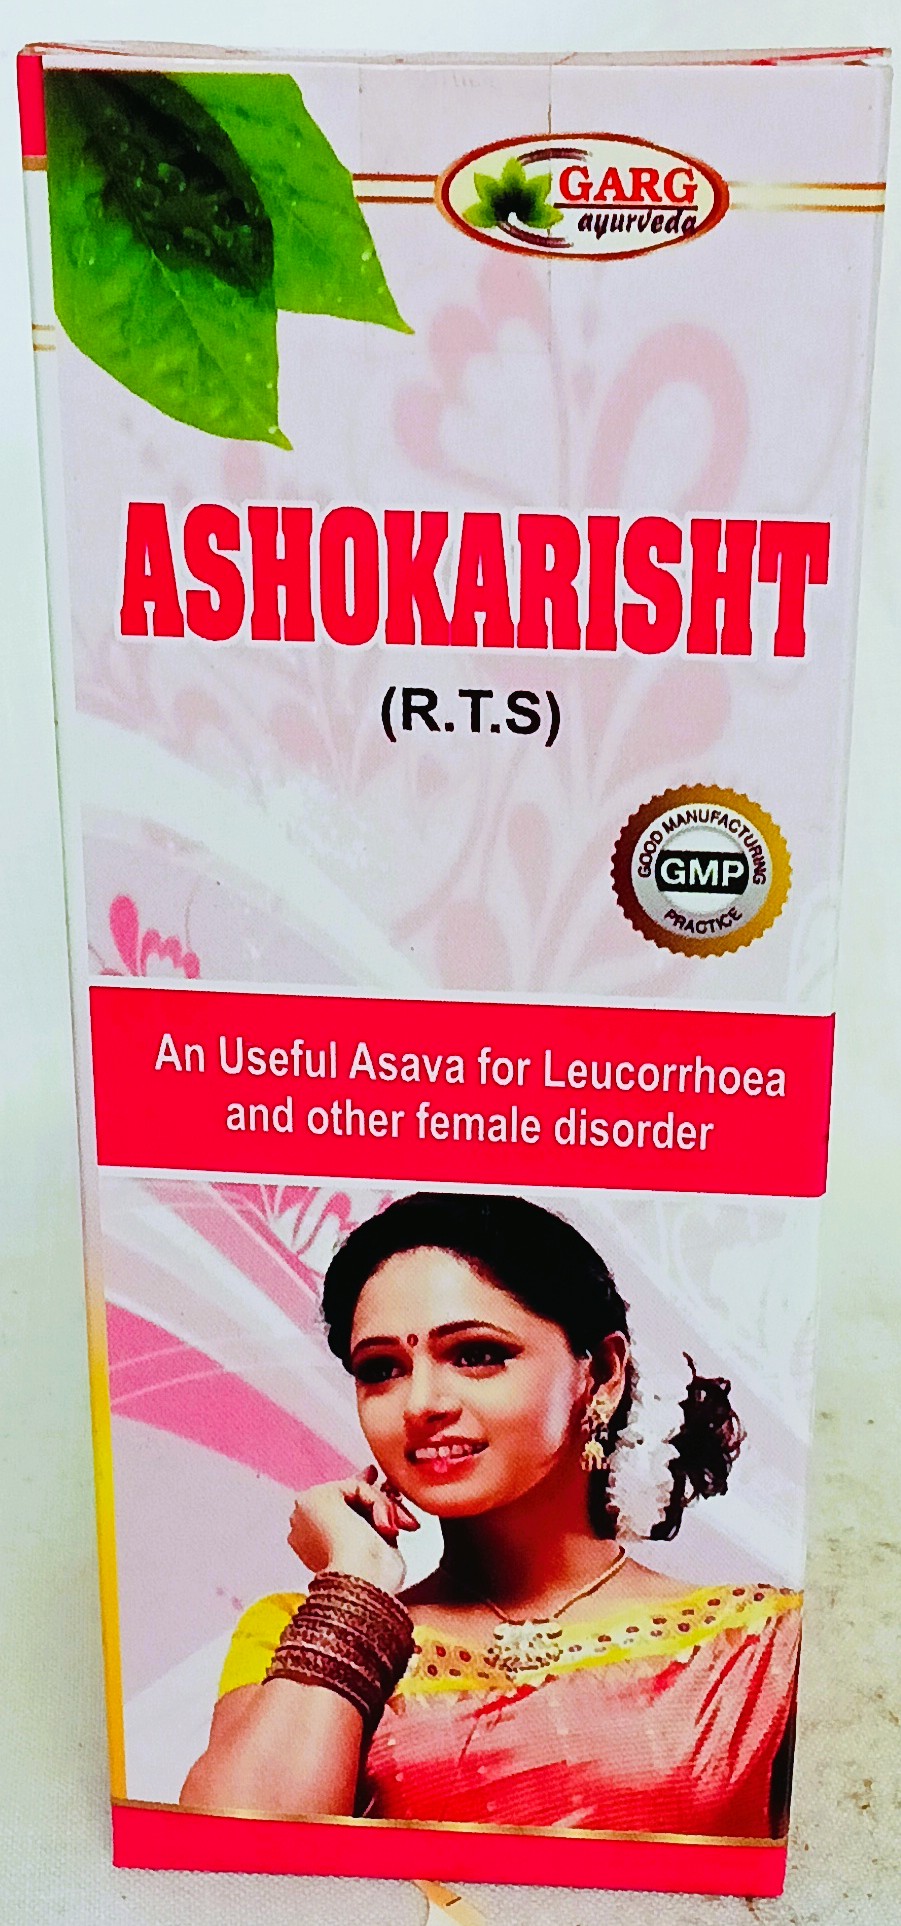 GARG
ayurveda
ASHOKARISHT
(R.T.S)
GOOD MANUFACTURING
GMP
PRACTICE
An Useful Asava for Leucorrhoea
and other female disorder